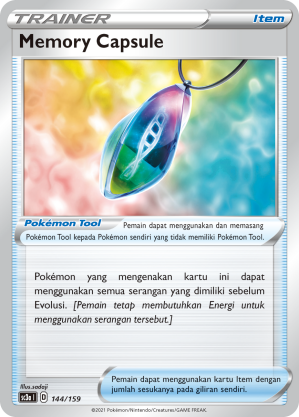 TRAINER Item
Memory Capsule
Pokémon Tool Pemain dapat menggunakan dan memasang
Pokémon Tool kepada Pokémon sendiri yang tidak memiliki Pokémon Tool.
Pokémon yang mengenakan kartu ini dapat
menggunakan semua serangan yang dimiliki sebelum
Evolusi. [Pemain tetap membutuhkan Energi untuk
menggunakan serangan tersebut.]
Illus.sadaji
Pemain dapat menggunakan kartu Item dengan
jumlah sesukanya pada giliran sendiri.
sc3a I D 144/159
©2021 Pokémon/Nintendo/Creatures/GAME FREAK.